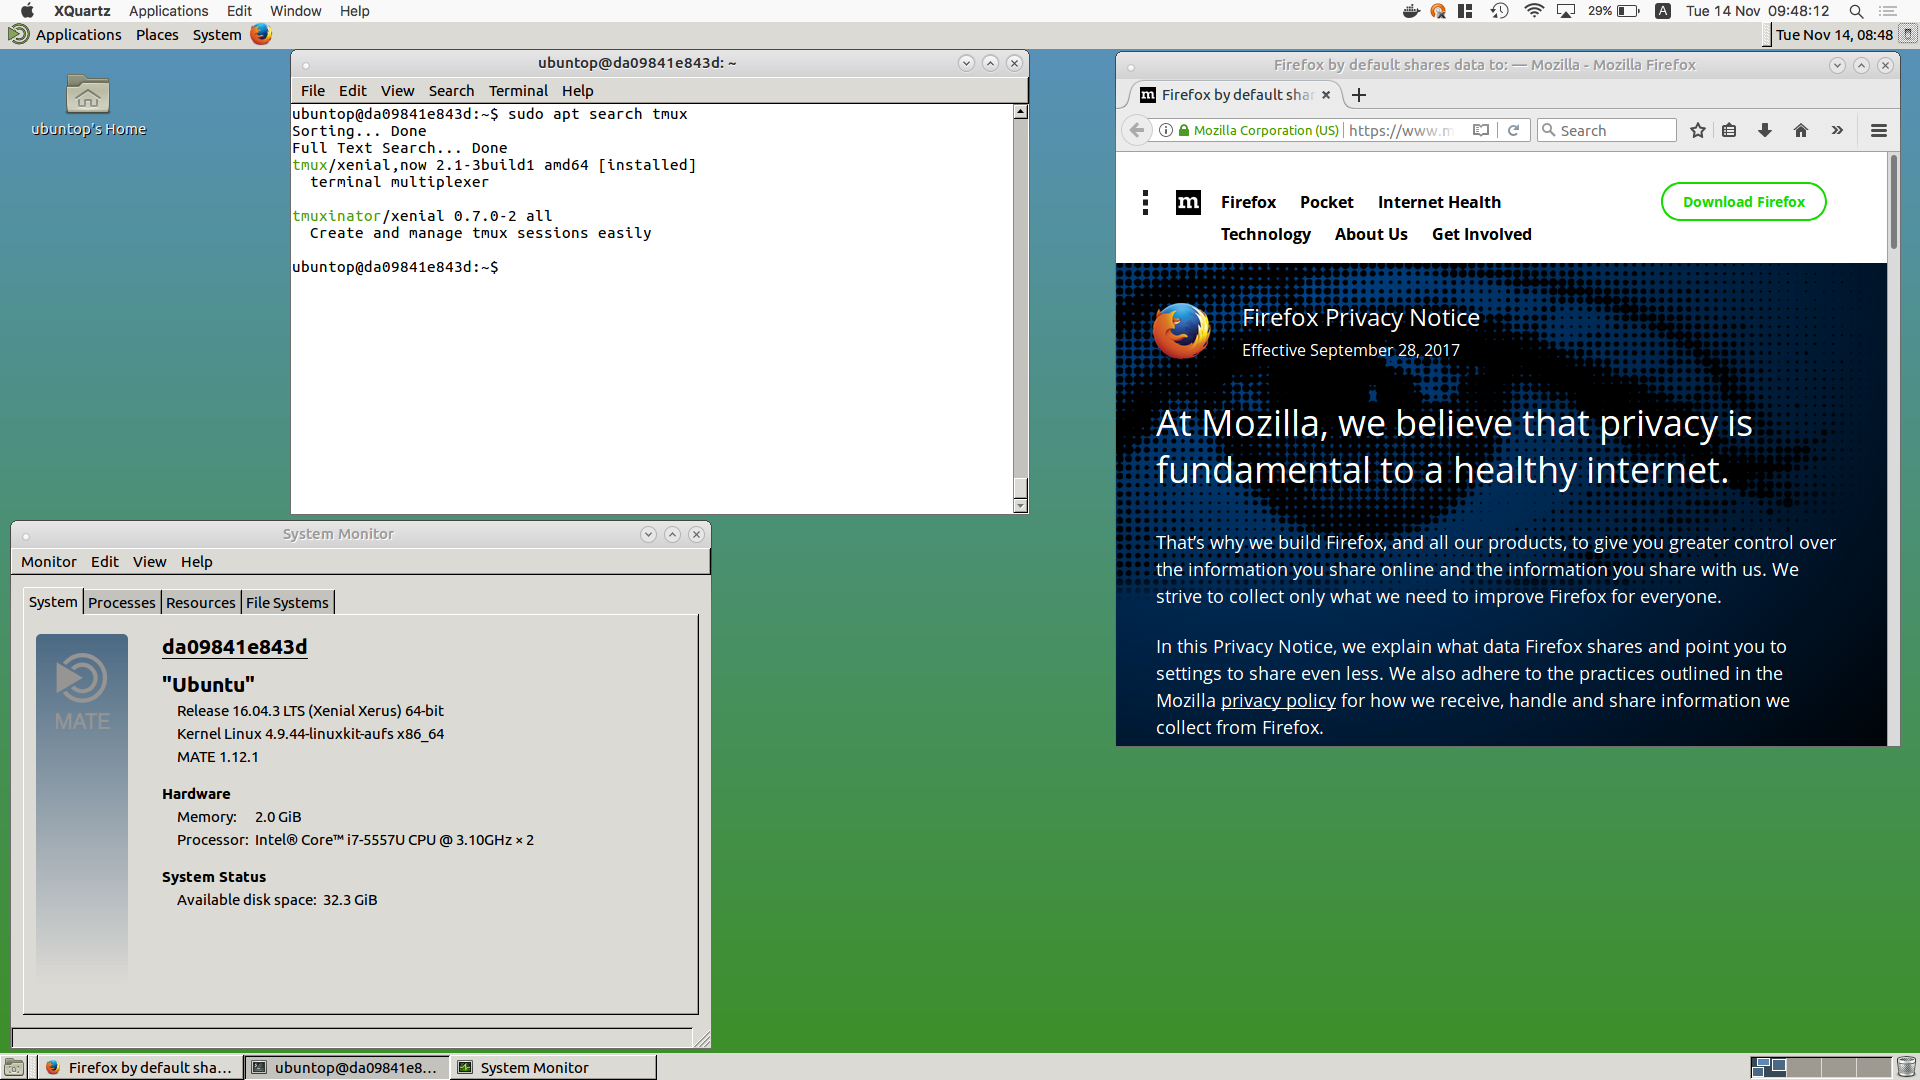 XQuartz Applications Edit Window Help
29% A Tue 14 Nov 09:48:12
Applications Places System
Tue Nov 14, 08:48
ubuntop's Home
ubuntop@da09841e843d: ~
File Edit View Search Terminal Help
ubuntop@da09841e843d:~$ sudo apt search tmux
Sorting... Done
Full Text Search... Done
tmux/xenial,now 2.1-3build1 amd64 [installed]
  terminal multiplexer
tmuxinator/xenial 0.7.0-2 all
  Create and manage tmux sessions easily
ubuntop@da09841e843d:~$
Firefox by default shares data to: — Mozilla - Mozilla Firefox
m Firefox by default shar
Mozilla Corporation (US) https://www.m Search
m Firefox Pocket Internet Health
Technology About Us Get Involved
Download Firefox
Firefox Privacy Notice
Effective September 28, 2017
At Mozilla, we believe that privacy is
fundamental to a healthy internet.
That's why we build Firefox, and all our products, to give you greater control over
the information you share online and the information you share with us. We
strive to collect only what we need to improve Firefox for everyone.
In this Privacy Notice, we explain what data Firefox shares and point you to
settings to share even less. We also adhere to the practices outlined in the
Mozilla privacy policy for how we receive, handle and share information we
collect from Firefox.
System Monitor
Monitor Edit View Help
System Processes Resources File Systems
MATE
da09841e843d
"Ubuntu"
Release 16.04.3 LTS (Xenial Xerus) 64-bit
Kernel Linux 4.9.44-linuxkit-aufs x86_64
MATE 1.12.1
Hardware
Memory: 2.0 GiB
Processor: Intel® Core™ i7-5557U CPU @ 3.10GHz × 2
System Status
Available disk space: 32.3 GiB
Firefox by default sha... ubuntop@da09841e8... System Monitor